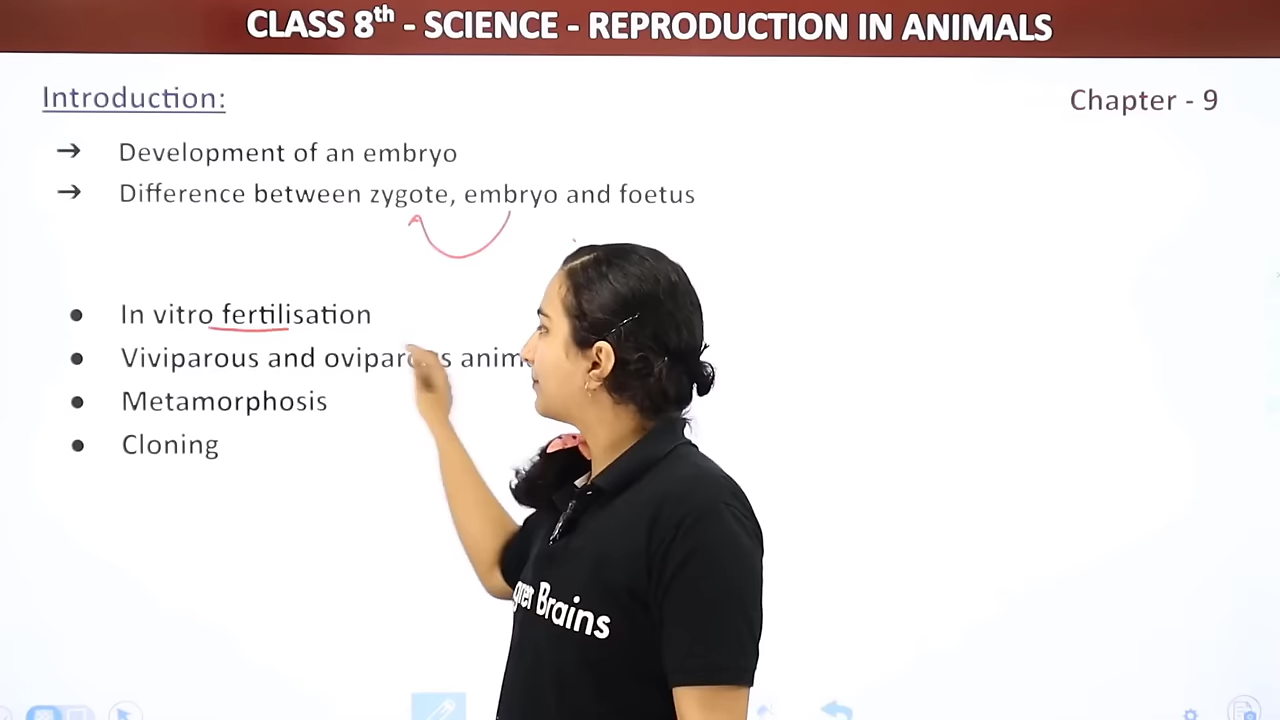 CLASS 8th - SCIENCE - REPRODUCTION IN ANIMALS
Introduction:
Chapter - 9
→ Development of an embryo
→ Difference between zygote, embryo and foetus
● In vitro fertilisation
● Viviparous and oviparous
● Metamorphosis
● Cloning
Brains